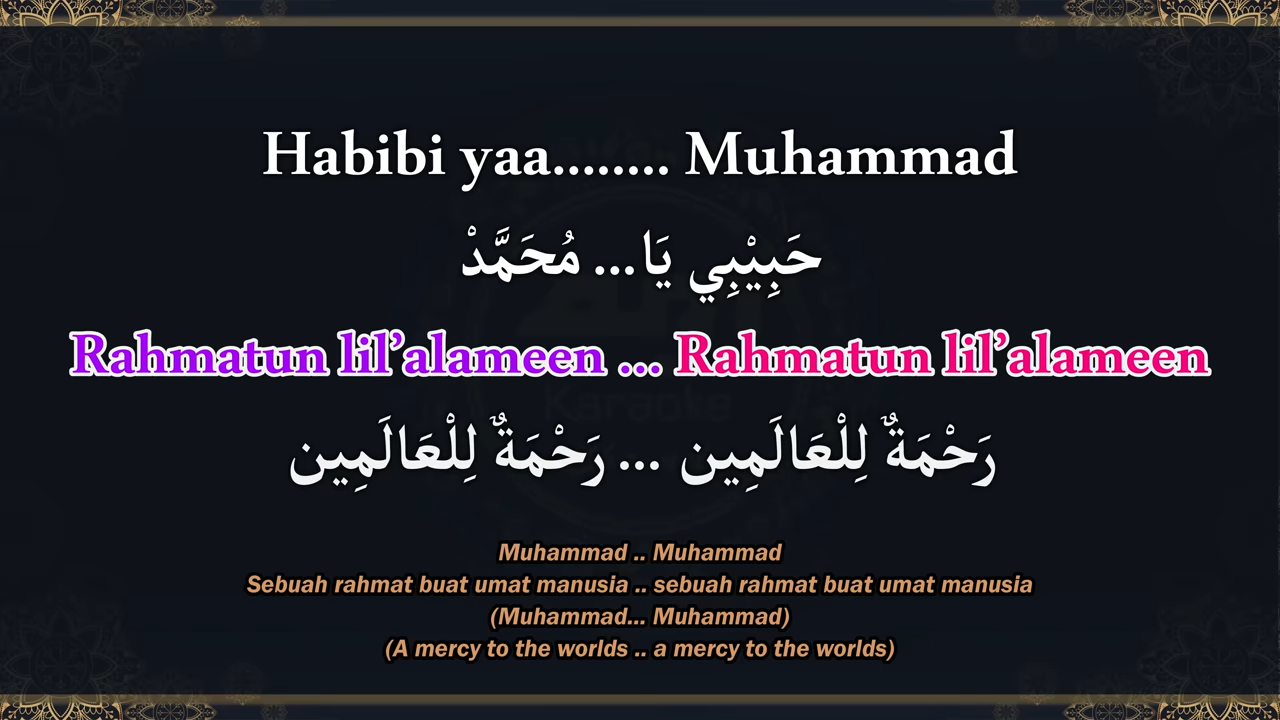 Habibi yaa........ Muhammad
حَبِيْبِي يَا... مُحَمَّدْ
Rahmatun lil’alameen ... Rahmatun lil’alameen
رَحْمَةٌ لِلْعَالَمِين ... رَحْمَةٌ لِلْعَالَمِين
Karaoke
Muhammad .. Muhammad
Sebuah rahmat buat umat manusia .. sebuah rahmat buat umat manusia
(Muhammad... Muhammad)
(A mercy to the worlds .. a mercy to the worlds)